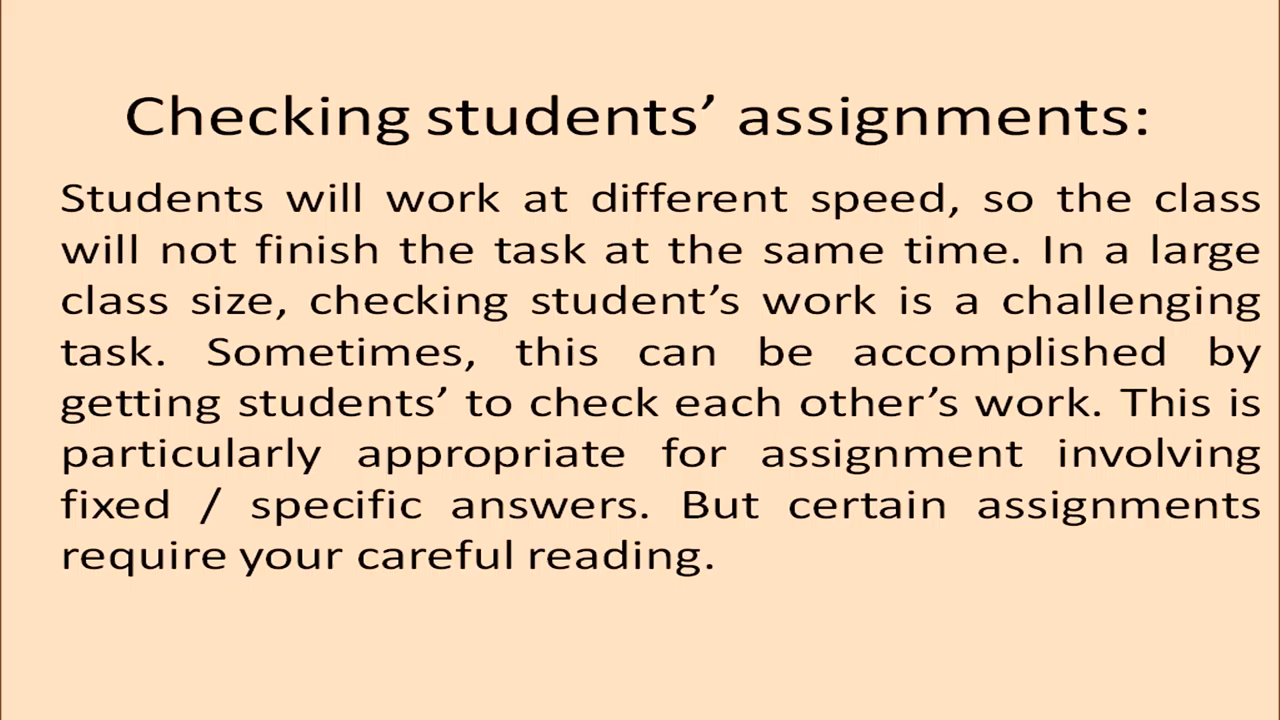 Checking students’ assignments:
Students will work at different speed, so the class
will not finish the task at the same time. In a large
class size, checking student’s work is a challenging
task. Sometimes, this can be accomplished by
getting students’ to check each other’s work. This is
particularly appropriate for assignment involving
fixed / specific answers. But certain assignments
require your careful reading.